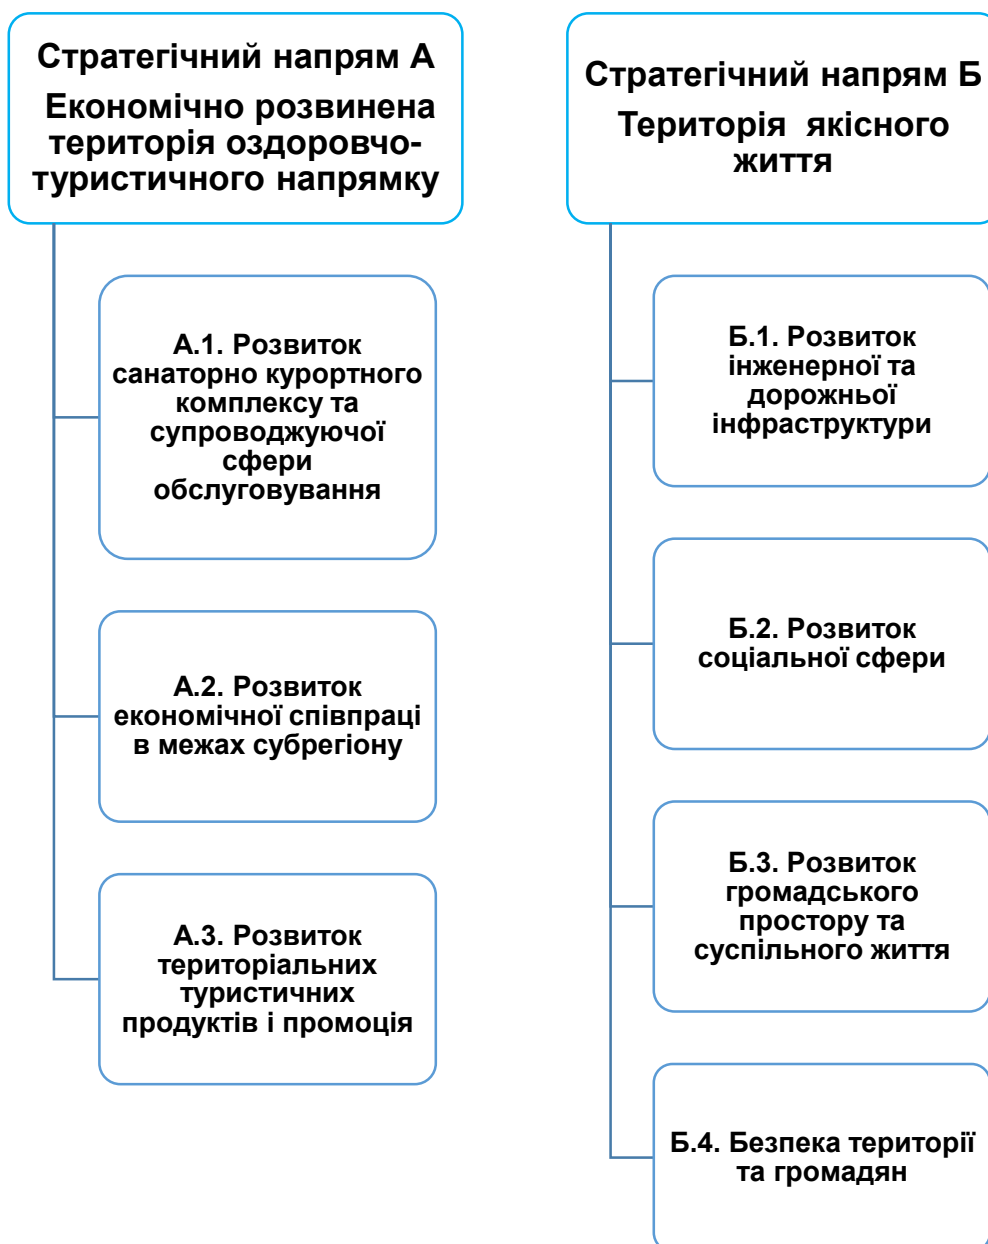 Стратегічний напрям А
Економічно розвинена
територія оздоровчо-
туристичного напрямку
А.1. Розвиток
санаторно курортного
комплексу та
супроводжуючої
сфери
обслуговування
А.2. Розвиток
економічної співпраці
в межах субрегіону
А.3. Розвиток
територіальних
туристичних
продуктів і промоція
Стратегічний напрям Б
Територія якісного
життя
Б.1. Розвиток
інженерної та
дорожньої
інфраструктури
Б.2. Розвиток
соціальної сфери
Б.3. Розвиток
громадського
простору та
суспільного життя
Б.4. Безпека території
та громадян